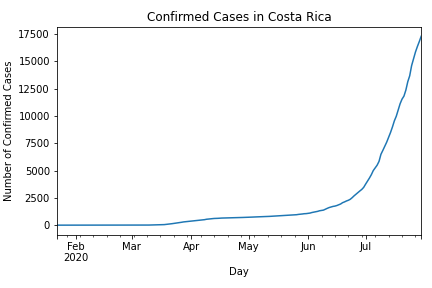 Confirmed Cases in Costa Rica
17500
15000
12500
10000
7500
5000
2500
0
Number of Confirmed Cases
Feb Mar Apr May Jun Jul
2020
Day